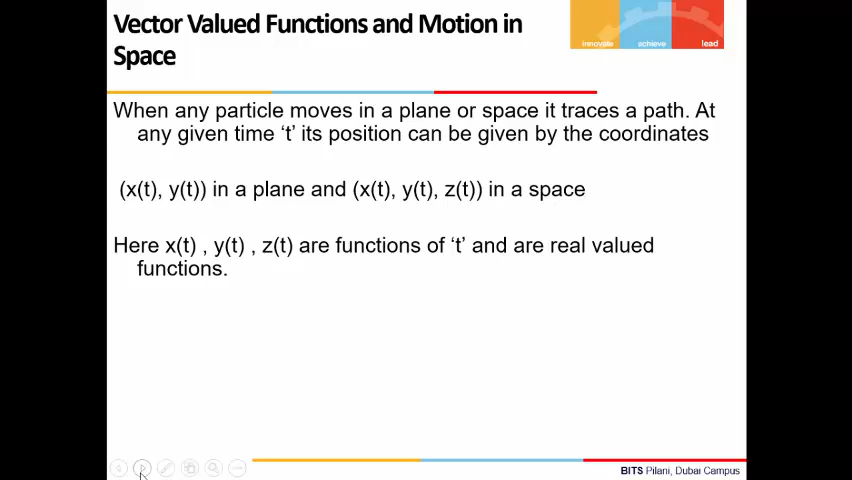 Vector Valued Functions and Motion in
Space
innovate achieve lead
When any particle moves in a plane or space it traces a path. At
any given time ‘t’ its position can be given by the coordinates
(x(t), y(t)) in a plane and (x(t), y(t), z(t)) in a space
Here x(t) , y(t) , z(t) are functions of ‘t’ and are real valued
functions.
BITS Pilani, Dubai Campus